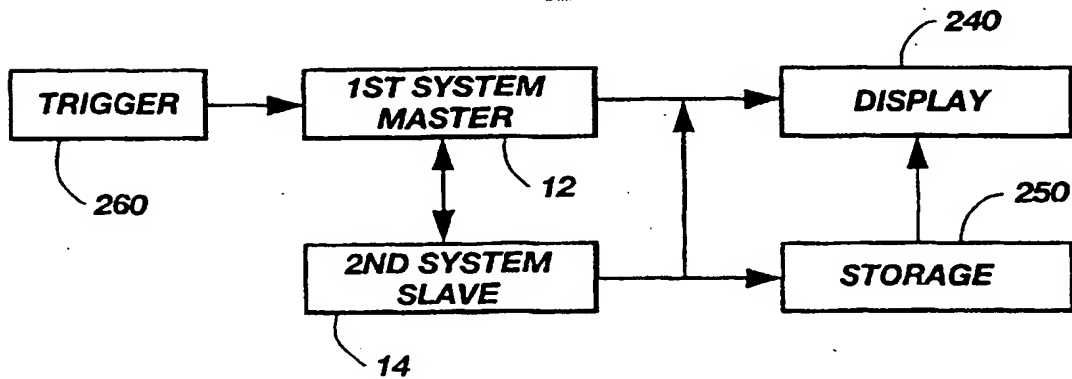 240
TRIGGER
1ST SYSTEM
MASTER
DISPLAY
260
12
250
2ND SYSTEM
SLAVE
STORAGE
14